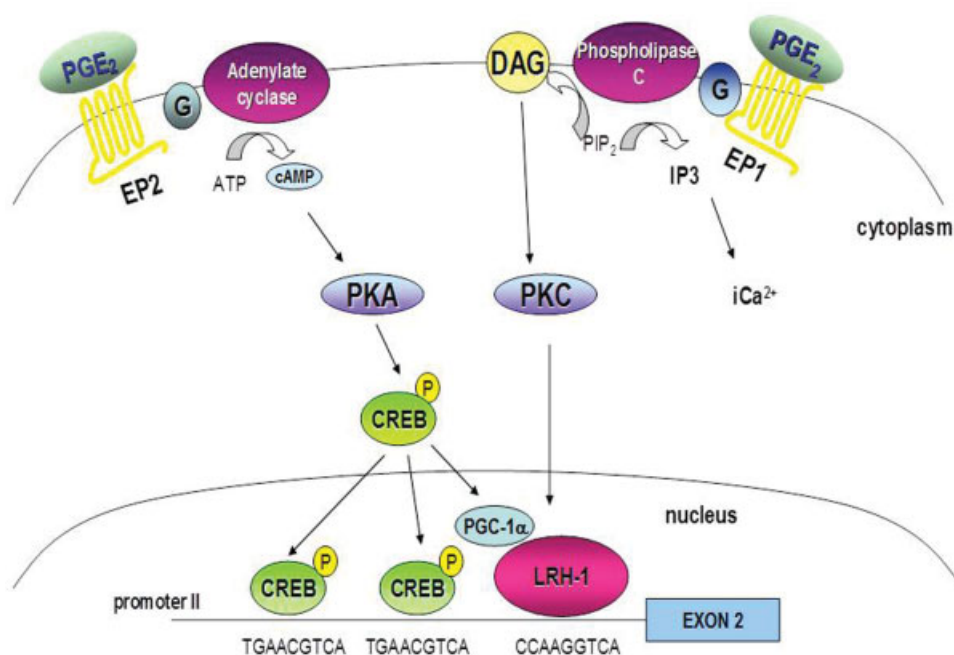 PGE2
G
Adenylate
cyclase
DAG
Phospholipase
C
G
PGE2
EP2
ATP
cAMP
PIP2
IP3
EP1
cytoplasm
PKA
PKC
iCa2+
P
CREB
nucleus
PGC-1α
P
CREB
P
CREB
LRH-1
promoter II
EXON 2
TGAACGTCA
TGAACGTCA
CCAAGGTCA